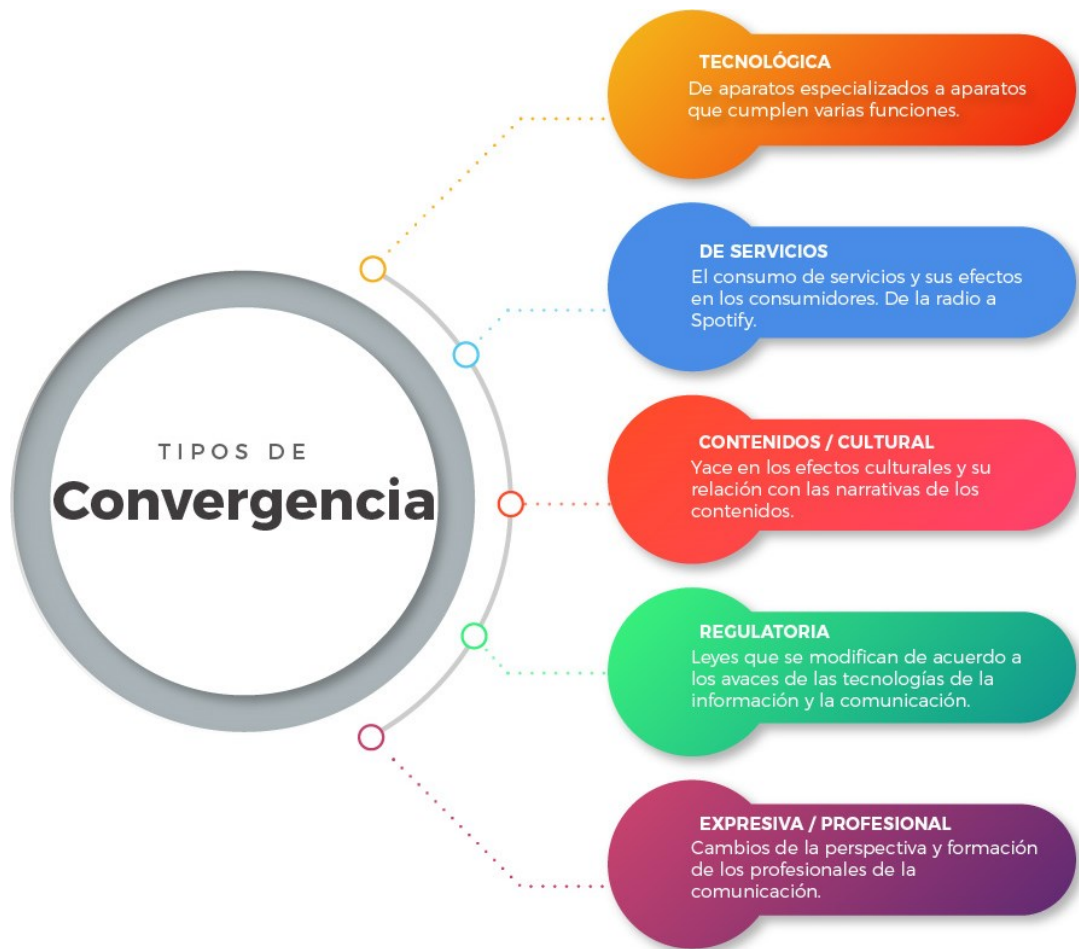 TIPOS DE
Convergencia
TECNOLÓGICA
De aparatos especializados a aparatos
que cumplen varias funciones.
DE SERVICIOS
El consumo de servicios y sus efectos
en los consumidores. De la radio a
Spotify.
CONTENIDOS / CULTURAL
Yace en los efectos culturales y su
relación con las narrativas de los
contenidos.
REGULATORIA
Leyes que se modifican de acuerdo a
los avaces de las tecnologías de la
información y la comunicación.
EXPRESIVA / PROFESIONAL
Cambios de la perspectiva y formación
de los profesionales de la
comunicación.